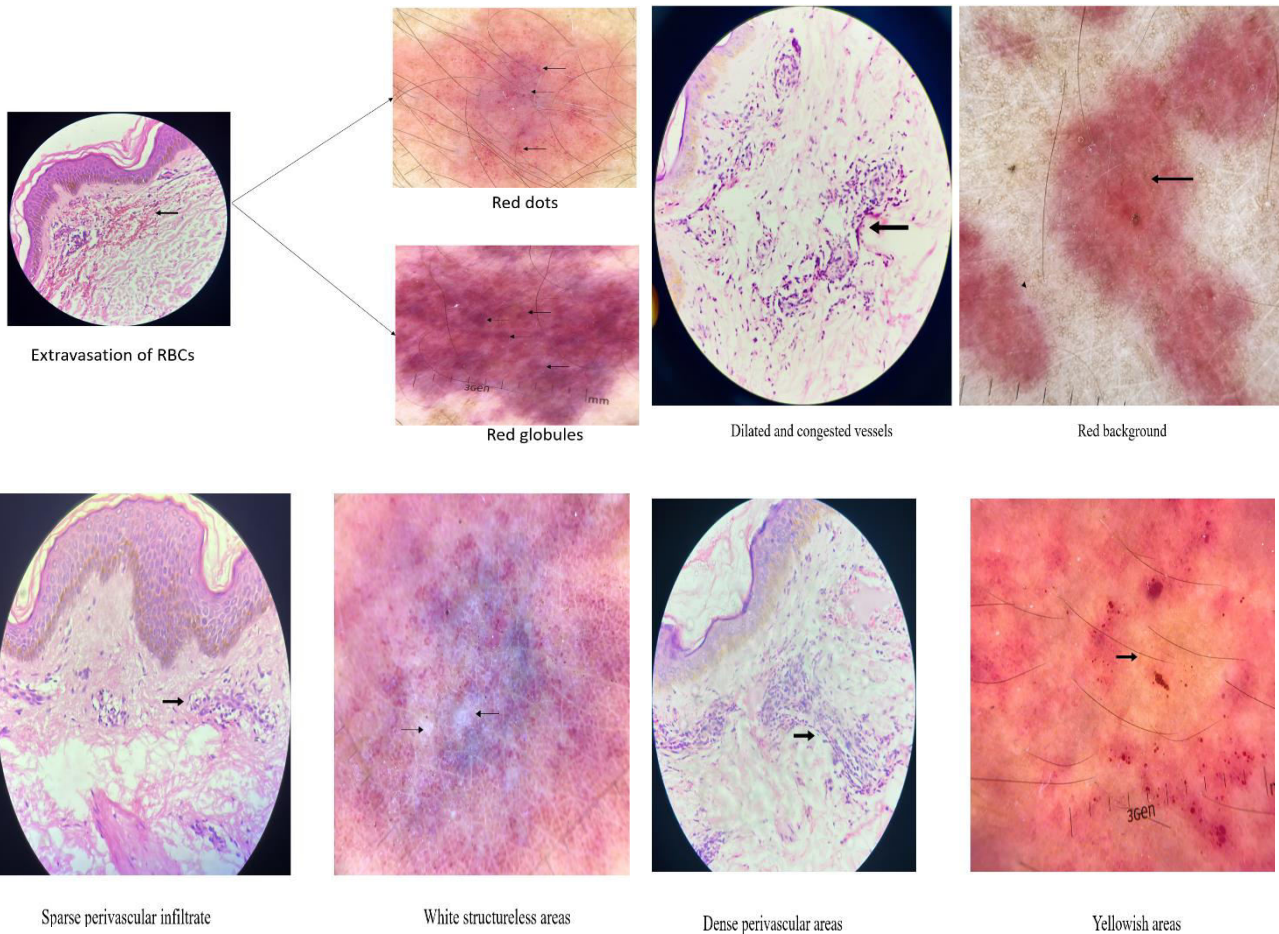 Red dots
Extravasation of RBCs
3Gen
mm
Red globules
Dilated and congested vessels
Red background
3Gen
Sparse perivascular infiltrate
White structureless areas
Dense perivascular areas
Yellowish areas